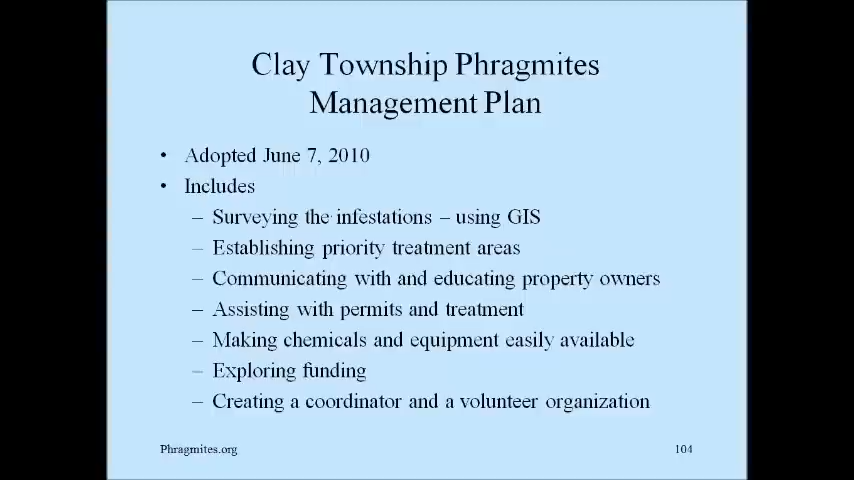 Clay Township Phragmites
Management Plan
• Adopted June 7, 2010
• Includes
– Surveying the infestations – using GIS
– Establishing priority treatment areas
– Communicating with and educating property owners
– Assisting with permits and treatment
– Making chemicals and equipment easily available
– Exploring funding
– Creating a coordinator and a volunteer organization
Phragmites.org 104